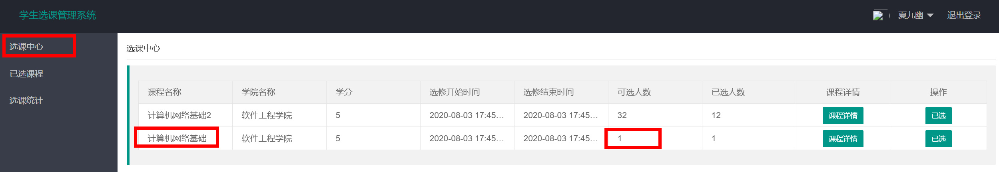 学生选课管理系统
夏九幽 退出登录
选课中心
已选课程
选课统计
选课中心
课程名称 学院名称 学分 选修开始时间 选修结束时间 可选人数 已选人数 课程详情 操作
计算机网络基础2 软件工程学院 5 2020-08-03 17:45... 2020-08-03 17:45... 32 12 课程详情 已选
计算机网络基础 软件工程学院 5 2020-08-03 17:45... 2020-08-03 17:45... 1 1 课程详情 已选